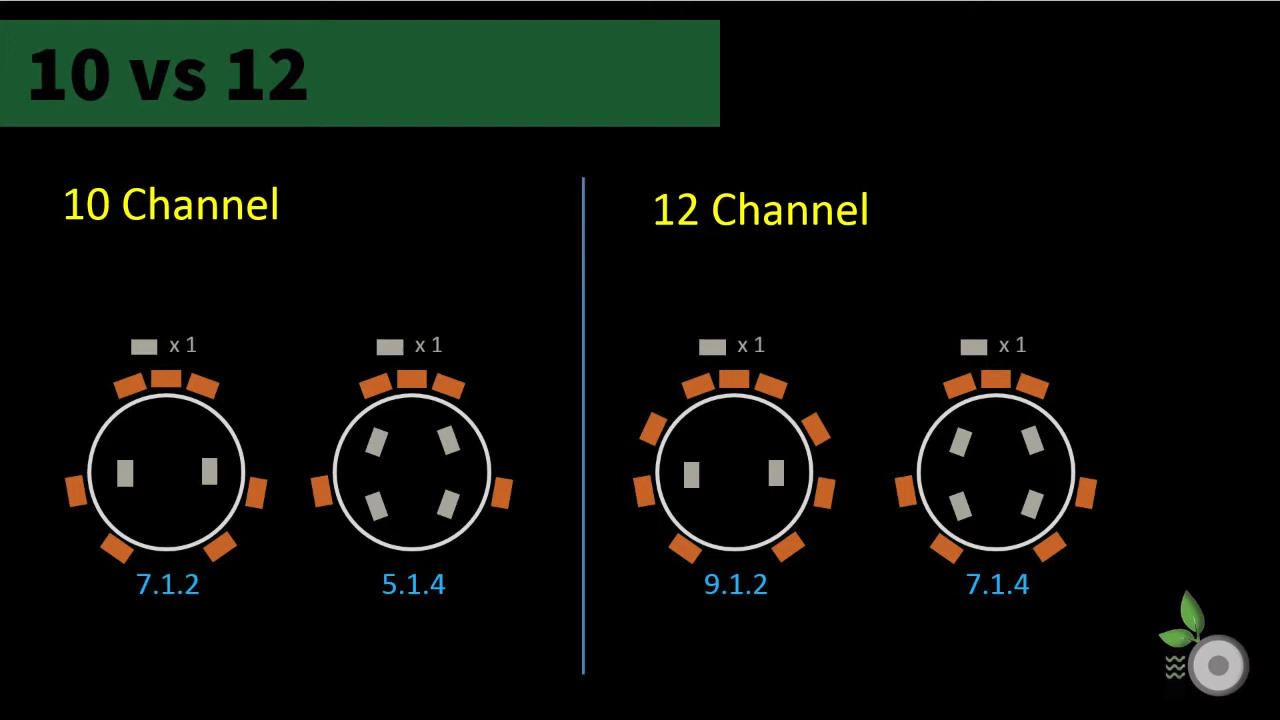 10 vs 12
10 Channel
x 1
x 1
7.1.2
5.1.4
12 Channel
x 1
x 1
9.1.2
7.1.4